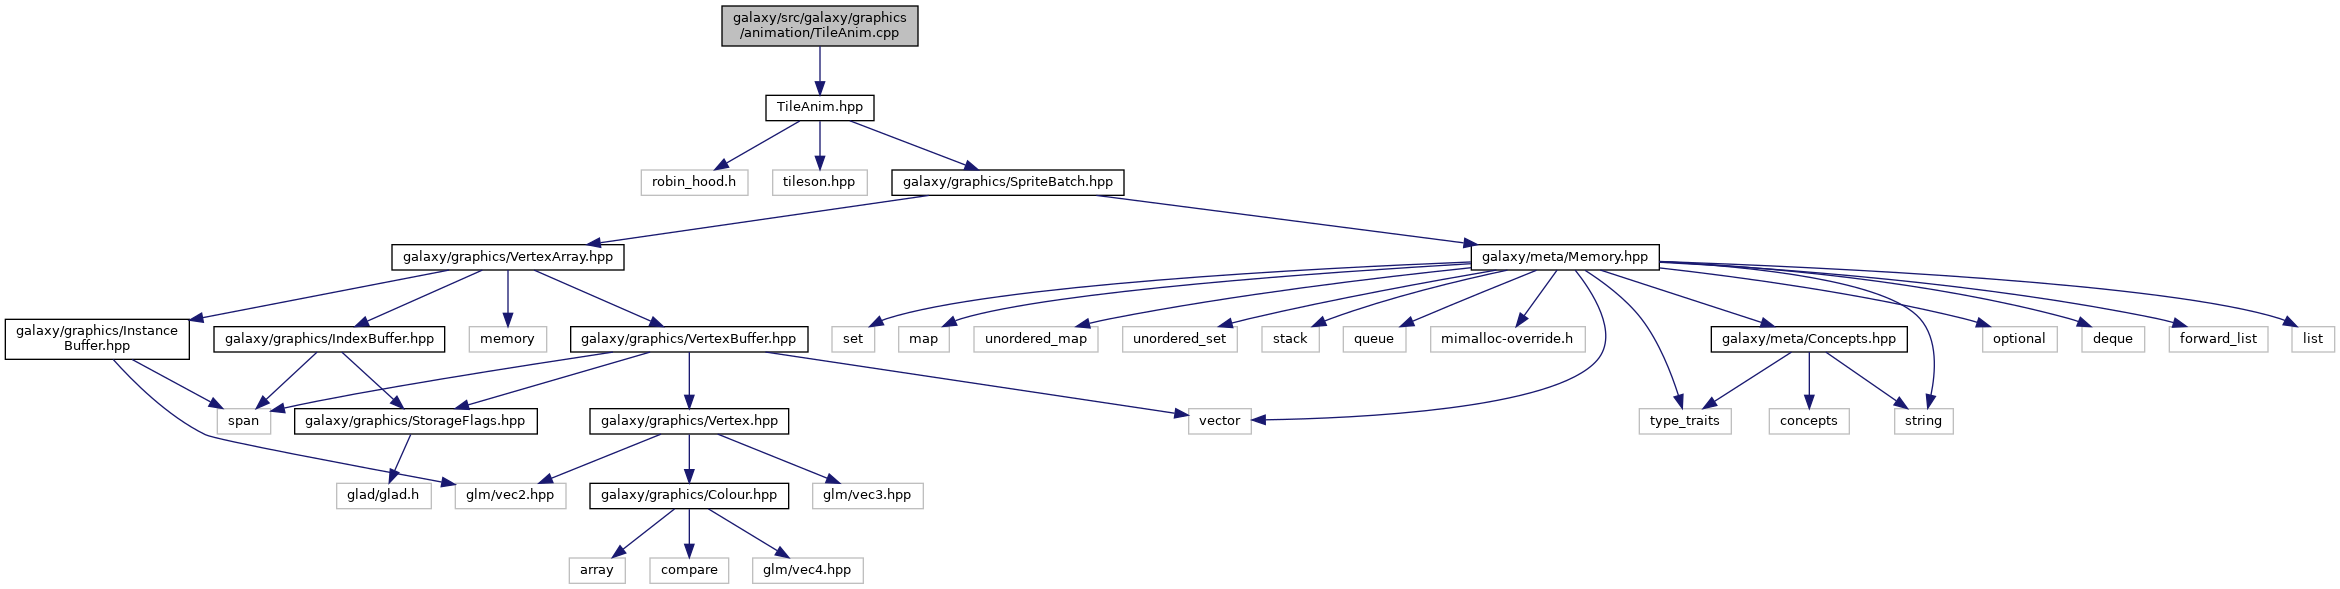 galaxy/src/galaxy/graphics
/animation/TileAnim.cpp
TileAnim.hpp
robin_hood.h
tileson.hpp
galaxy/graphics/SpriteBatch.hpp
galaxy/graphics/VertexArray.hpp
galaxy/meta/Memory.hpp
galaxy/graphics/Instance
Buffer.hpp
galaxy/graphics/IndexBuffer.hpp
memory
galaxy/graphics/VertexBuffer.hpp
set
map
unordered_map
unordered_set
stack
queue
mimalloc-override.h
galaxy/meta/Concepts.hpp
optional
deque
forward_list
list
span
galaxy/graphics/StorageFlags.hpp
galaxy/graphics/Vertex.hpp
vector
type_traits
concepts
string
glad/glad.h
glm/vec2.hpp
galaxy/graphics/Colour.hpp
glm/vec3.hpp
array
compare
glm/vec4.hpp